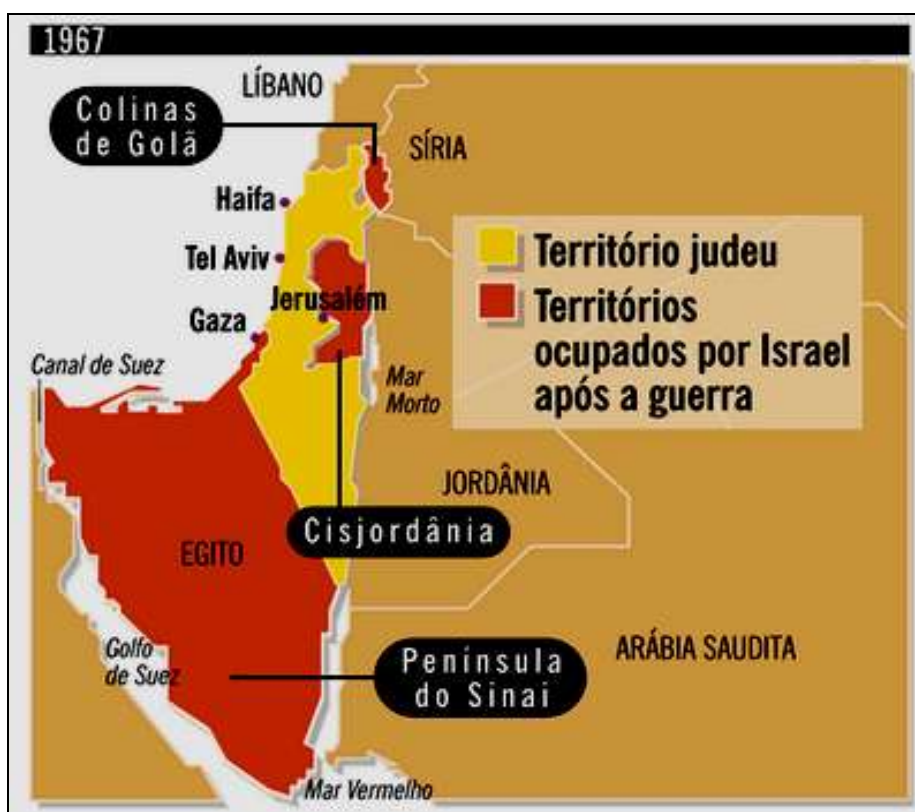 1967
LÍBANO
Colinas
de Golã
SÍRIA
Haifa
Tel Aviv
Jerusalém
Gaza
Canal de Suez
Território judeu
Territórios
ocupados por Israel
após a guerra
Mar
Morto
JORDÂNIA
Cisjordânia
EGITO
Golfo
de Suez
Península
do Sinai
ARÁBIA SAUDITA
Mar Vermelho